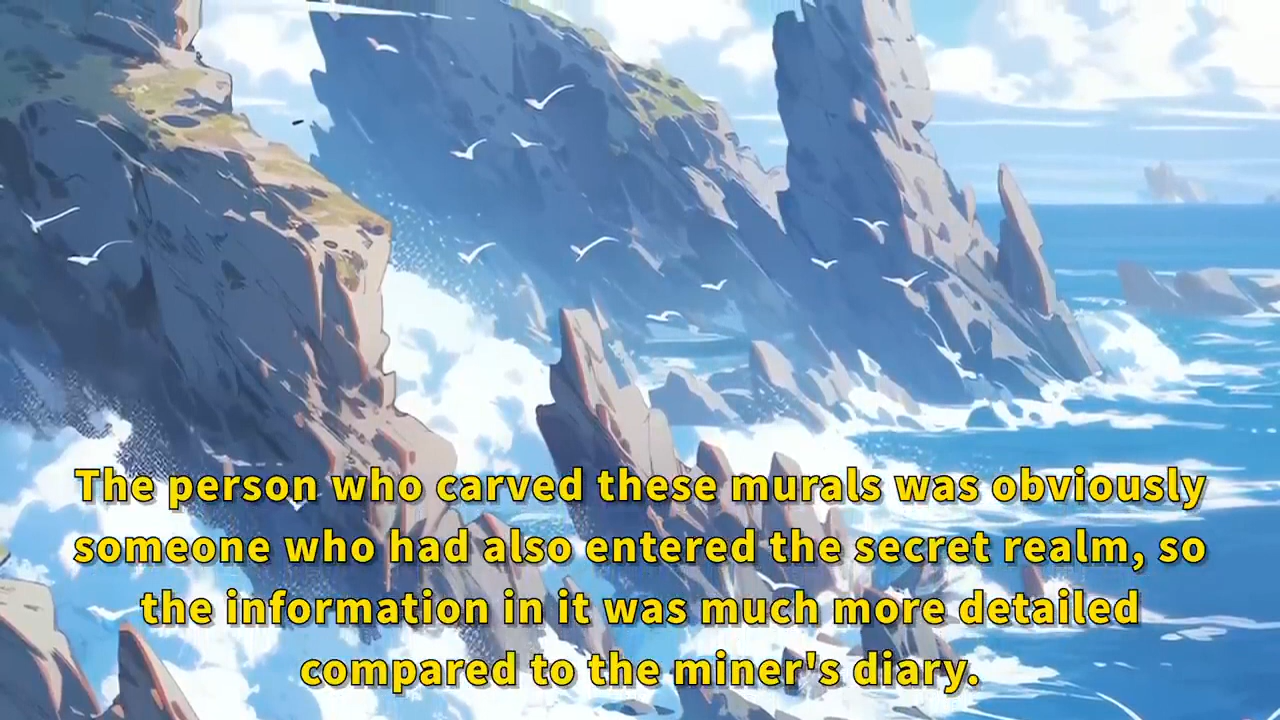 The person who carved these murals was obviously
someone who had also entered the secret realm, so
the information in it was much more detailed
compared to the miner's diary.